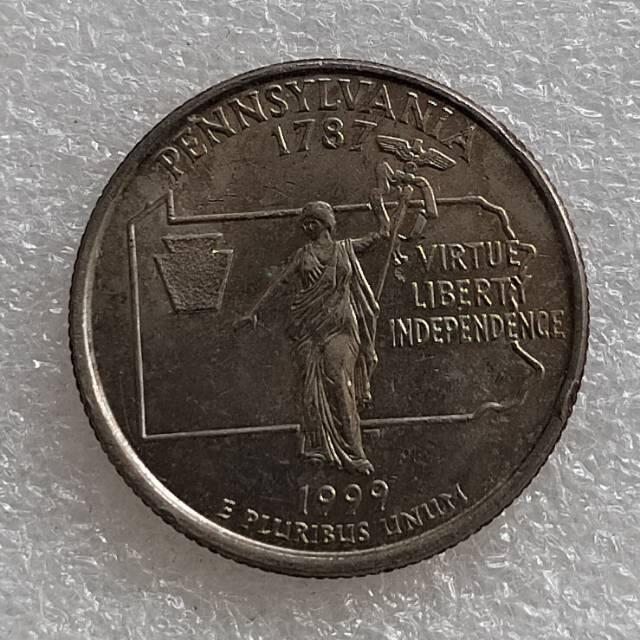 PENNSYLVANIA
1787
VIRTUE
LIBERTY
INDEPENDENCE
1999
E PLURIBUS UNUM